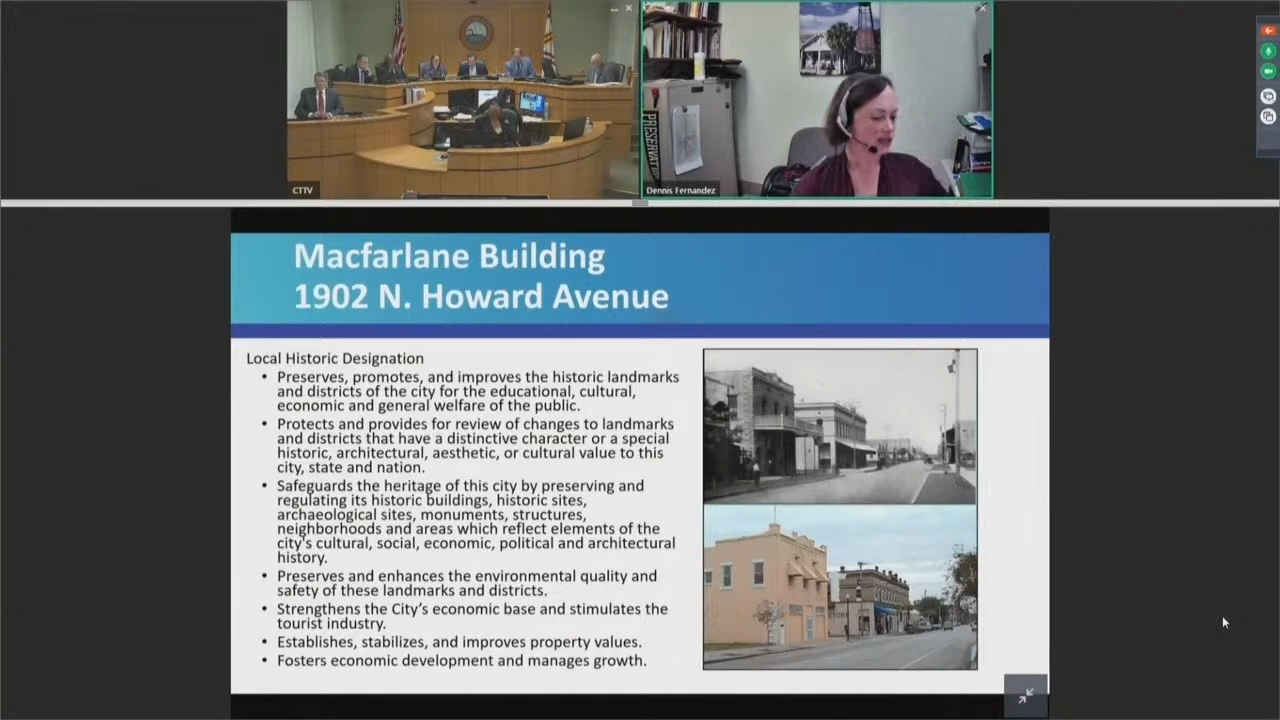 CTTV
PRESERVATI
Dennis Fernandez
Macfarlane Building
1902 N. Howard Avenue
Local Historic Designation
• Preserves, promotes, and improves the historic landmarks
and districts of the city for the educational, cultural,
economic and general welfare of the public.
• Protects and provides for review of changes to landmarks
and districts that have a distinctive character or a special
historic, architectural, aesthetic, or cultural value to this
city, state and nation.
• Safeguards the heritage of this city by preserving and
regulating its historic buildings, historic sites,
archaeological sites, monuments, structures,
neighborhoods and areas which reflect elements of the
city's cultural, social, economic, political and architectural
history.
• Preserves and enhances the environmental quality and
safety of these landmarks and districts.
• Strengthens the City's economic base and stimulates the
tourist industry.
• Establishes, stabilizes, and improves property values.
• Fosters economic development and manages growth.